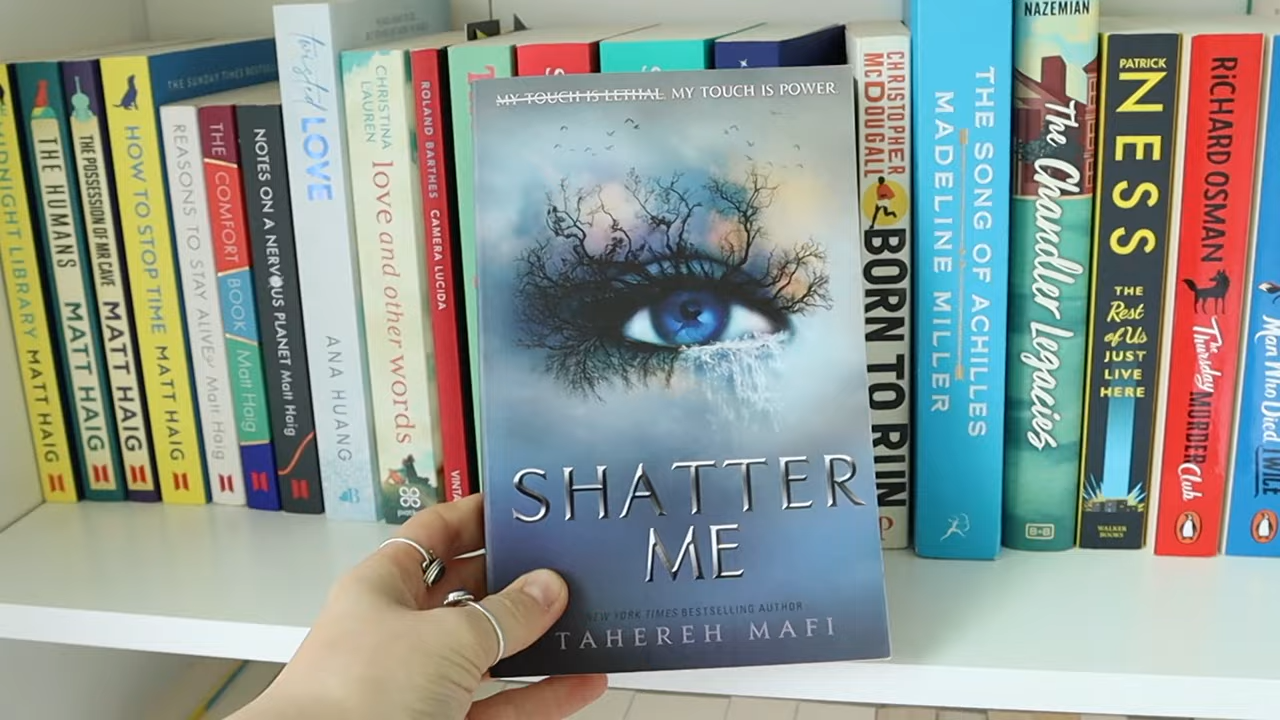 MIDNIGHT LIBRARY MATT HAIG
THE HUMANS MATT HAIG
THE POSSESSION OF MR CAVE MATT HAIG
HOW TO STOP TIME MATT HAIG
THE SUNDAY TIMES
REASONS TO STAY ALIVE Matt Haig
THE COMFORT BOOK Matt Haig
NOTES ON A NERVOUS PLANET Matt Haig
twisted LOVE
ANA HUANG
CHRISTINA LAUREN
love and other words
ROLAND BARTHES CAMERA LUCIDA
MY TOUCH IS LETHAL. MY TOUCH IS POWER
SHATTER
ME
NEW YORK TIMES BESTSELLING AUTHOR
TAHEREH MAFI
CHRISTOPHER
McDOUGALL
BORN TO RUN
THE SONG OF ACHILLES
MADELINE MILLER
NAZEMIAN
The Chandler Legacies
B+B
PATRICK
NESS
THE
Rest
of Us
JUST
LIVE
HERE
WALKER
BOOKS
RICHARD OSMAN
The Thursday MURDER Club
Man Who Died TWICE